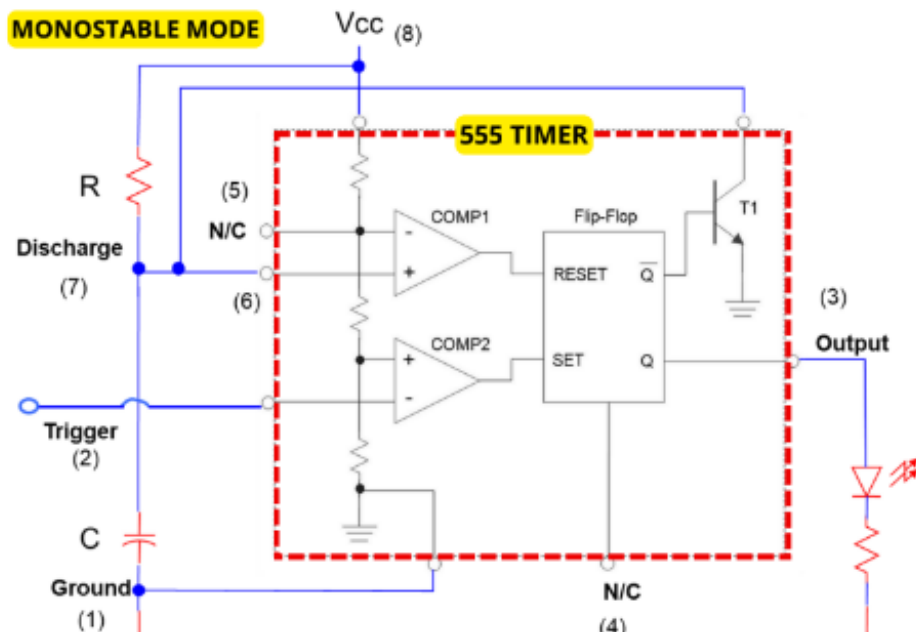 MONOSTABLE MODE
Vcc (8)
555 TIMER
R
(5)
N/C
COMP1
-
+
Flip-Flop
T1
Discharge
(7)
(6)
RESET
Q
(3)
Output
COMP2
+
-
SET
Q
Trigger
(2)
C
Ground
(1)
N/C
(4)